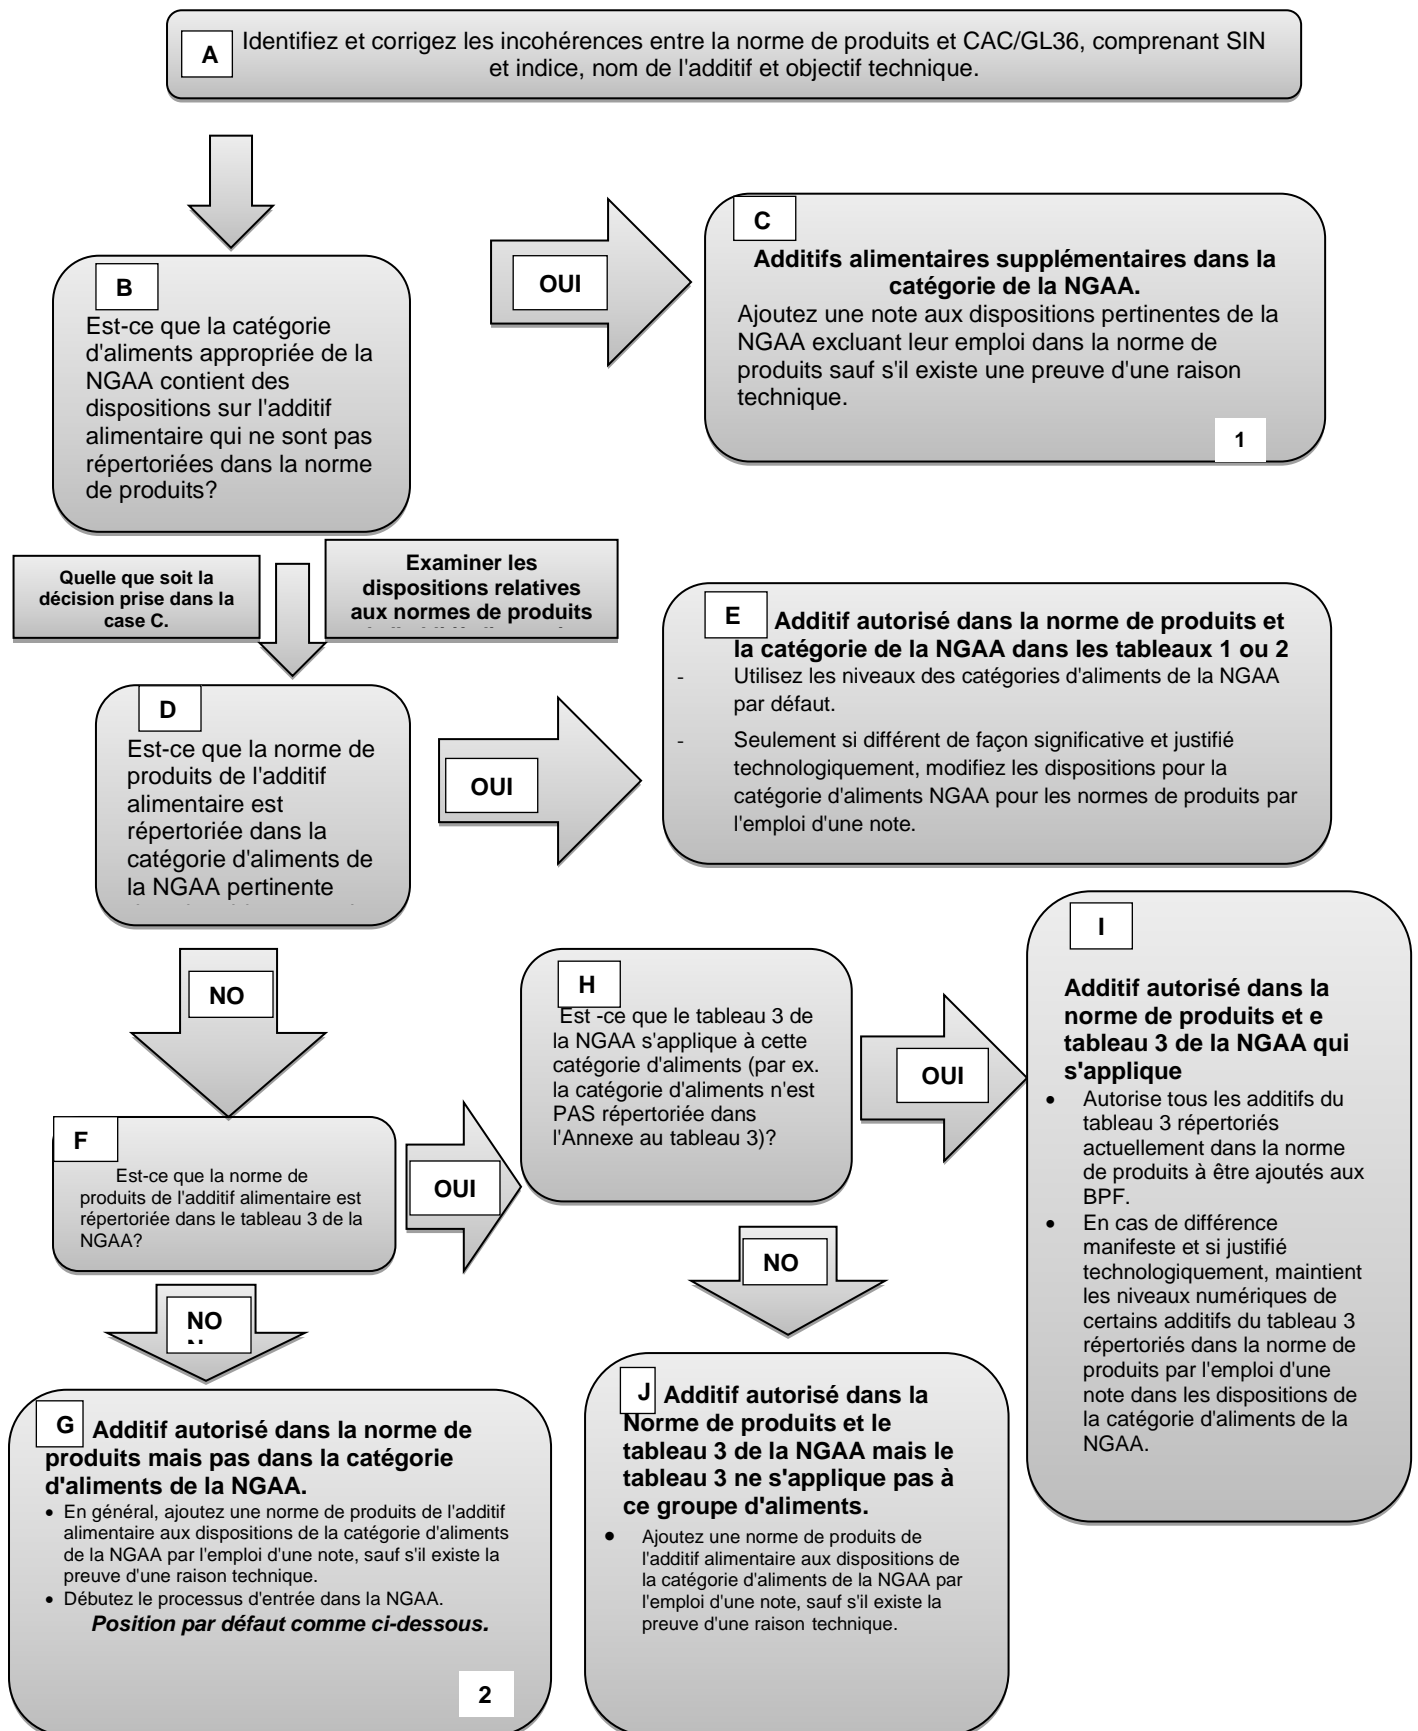 A
Identifiez et corrigez les incohérences entre la norme de produits et CAC/GL36, comprenant SIN
et indice, nom de l'additif et objectif technique.
B
Est-ce que la catégorie
d'aliments appropriée de la
NGAA contient des
dispositions sur l'additif
alimentaire qui ne sont pas
répertoriées dans la norme
de produits?
OUI
C
Additifs alimentaires supplémentaires dans la
catégorie de la NGAA.
Ajoutez une note aux dispositions pertinentes de la
NGAA excluant leur emploi dans la norme de
produits sauf s'il existe une preuve d'une raison
technique.
1
Quelle que soit la
décision prise dans la
case C.
Examiner les
dispositions relatives
aux normes de produits
D
Est-ce que la norme de
produits de l'additif
alimentaire est
répertoriée dans la
catégorie d'aliments de
la NGAA pertinente
OUI
E
Additif autorisé dans la norme de produits et
la catégorie de la NGAA dans les tableaux 1 ou 2
- Utilisez les niveaux des catégories d'aliments de la NGAA
par défaut.
- Seulement si différent de façon significative et justifié
technologiquement, modifiez les dispositions pour la
catégorie d'aliments NGAA pour les normes de produits par
l'emploi d'une note.
NO
F
Est-ce que la norme de
produits de l'additif alimentaire est
répertoriée dans le tableau 3 de la
NGAA?
OUI
H
Est -ce que le tableau 3 de
la NGAA s'applique à cette
catégorie d'aliments (par ex.
la catégorie d'aliments n'est
PAS répertoriée dans
l'Annexe au tableau 3)?
OUI
I
Additif autorisé dans la
norme de produits et e
tableau 3 de la NGAA qui
s'applique
• Autorise tous les additifs du
tableau 3 répertoriés
actuellement dans la norme
de produits à être ajoutés aux
BPF.
• En cas de différence
manifeste et si justifié
technologiquement, maintient
les niveaux numériques de
certains additifs du tableau 3
répertoriés dans la norme de
produits par l'emploi d'une
note dans les dispositions de
la catégorie d'aliments de la
NGAA.
NO
NO
G
Additif autorisé dans la norme de
produits mais pas dans la catégorie
d'aliments de la NGAA.
• En général, ajoutez une norme de produits de l'additif
alimentaire aux dispositions de la catégorie d'aliments
de la NGAA par l'emploi d'une note, sauf s'il existe la
preuve d'une raison technique.
• Débutez le processus d'entrée dans la NGAA.
Position par défaut comme ci-dessous.
2
J
Additif autorisé dans la
Norme de produits et le
tableau 3 de la NGAA mais le
tableau 3 ne s'applique pas à
ce groupe d'aliments.
• Ajoutez une norme de produits de
l'additif alimentaire aux dispositions de
la catégorie d'aliments de la NGAA par
l'emploi d'une note, sauf s'il existe la
preuve d'une raison technique.